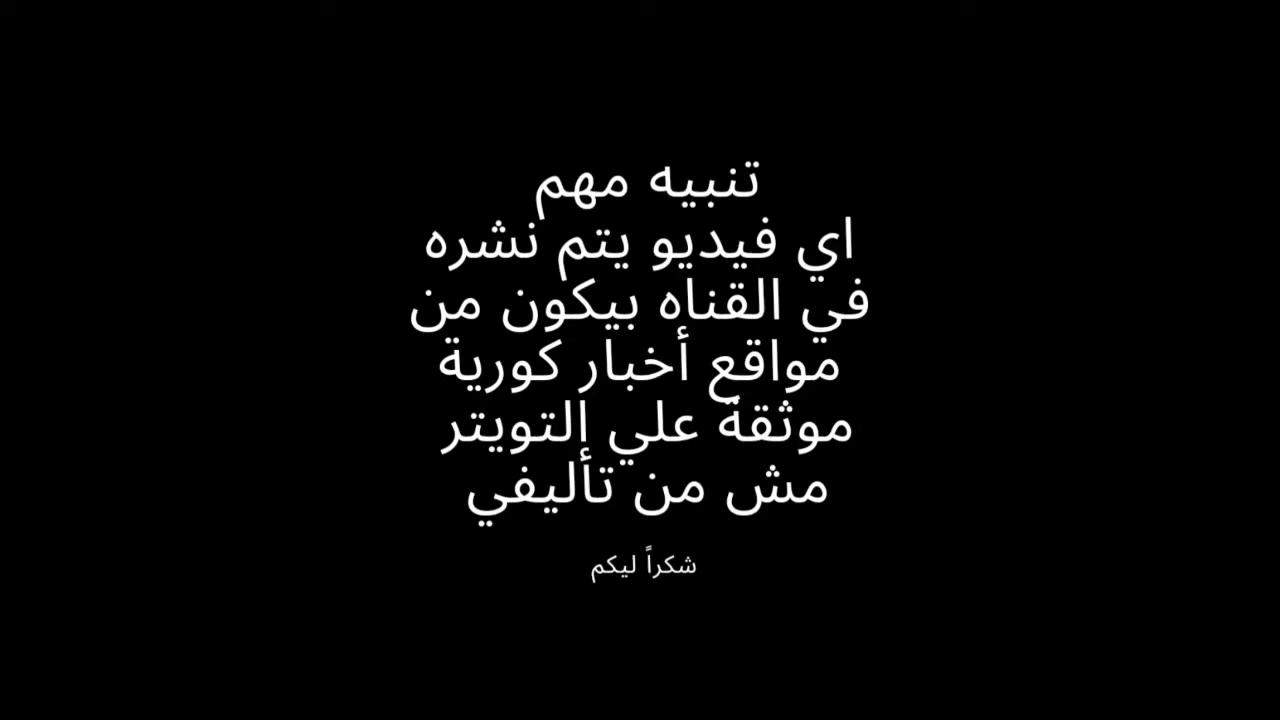 تنبيه مهم
اي فيديو يتم نشره
في القناه بيكون من
مواقع أخبار كورية
موثقة علي التويتر
مش من تأليفي
شكراً ليكم